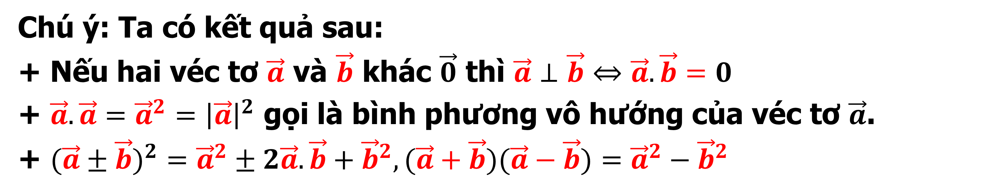 Chú ý: Ta có kết quả sau:
+ Nếu hai véc tơ $\vec{a}$ và $\vec{b}$ khác $\vec{0}$ thì $\vec{a} \perp \vec{b} \Leftrightarrow \vec{a}.\vec{b} = 0$
+ $\vec{a}.\vec{a} = \vec{a}^2 = |\vec{a}|^2$ gọi là bình phương vô hướng của véc tơ $\vec{a}$.
+ $(\vec{a} \pm \vec{b})^2 = \vec{a}^2 \pm 2\vec{a}.\vec{b} + \vec{b}^2, (\vec{a} + \vec{b})(\vec{a} - \vec{b}) = \vec{a}^2 - \vec{b}^2$